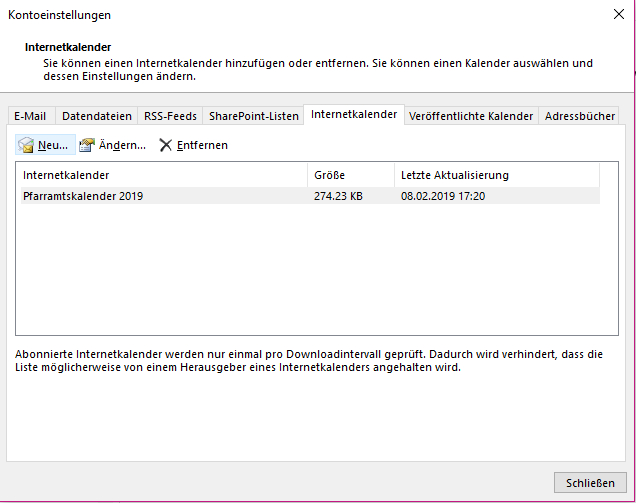 Kontoeinstellungen
Internetkalender
Sie können einen Internetkalender hinzufügen oder entfernen. Sie können einen Kalender auswählen und
dessen Einstellungen ändern.
E-Mail Datendateien RSS-Feeds SharePoint-Listen Internetkalender Veröffentlichte Kalender Adressbücher
Neu... Ändern... Entfernen
Internetkalender Größe Letzte Aktualisierung
Pfarramtskalender 2019 274.23 KB 08.02.2019 17:20
Abonnierte Internetkalender werden nur einmal pro Downloadintervall geprüft. Dadurch wird verhindert, dass die
Liste möglicherweise von einem Herausgeber eines Internetkalenders angehalten wird.
Schließen